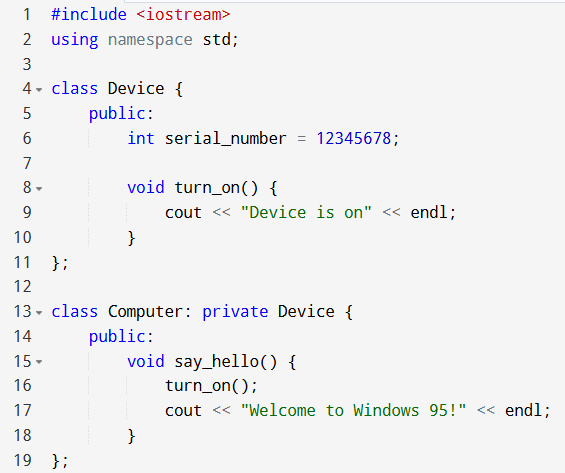 1 #include <iostream>
2 using namespace std;
3
4 class Device {
5     public:
6         int serial_number = 12345678;
7
8         void turn_on() {
9             cout << "Device is on" << endl;
10         }
11 };
12
13 class Computer: private Device {
14     public:
15         void say_hello() {
16             turn_on();
17             cout << "Welcome to Windows 95!" << endl;
18         }
19 };